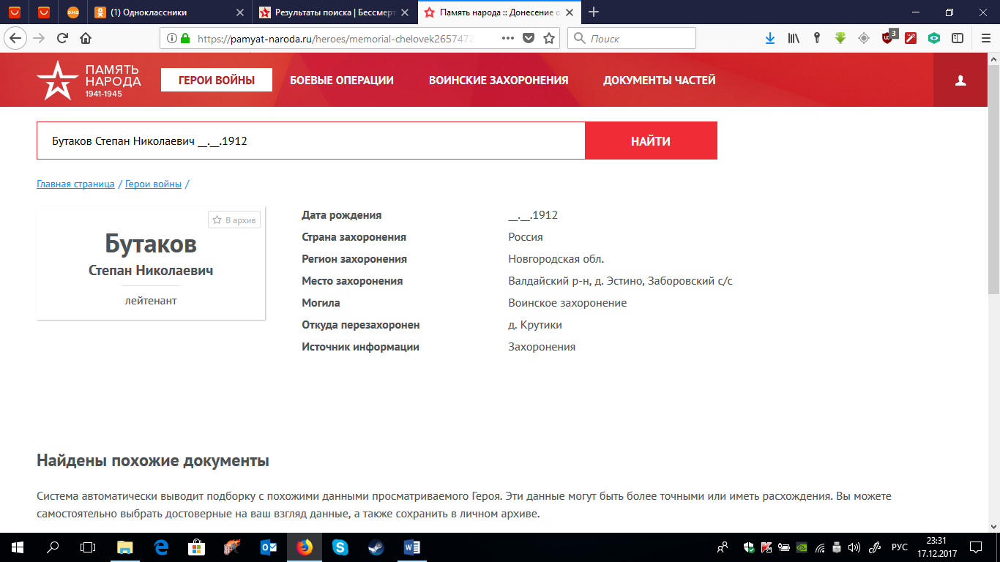 (1) Одноклассники
Результаты поиска | Бессмерт
Память народа :: Донесение о
https://pamyat-naroda.ru/heroes/memorial-chelovek2657472
Поиск
3
ПАМЯТЬ
НАРОДА
1941-1945
ГЕРОИ ВОЙНЫ
БОЕВЫЕ ОПЕРАЦИИ
ВОИНСКИЕ ЗАХОРОНЕНИЯ
ДОКУМЕНТЫ ЧАСТЕЙ
Бутаков Степан Николаевич __.__.1912
НАЙТИ
Главная страница / Герои войны /
В архив
Бутаков
Степан Николаевич
лейтенант
Дата рождения __.__.1912
Страна захоронения Россия
Регион захоронения Новгородская обл.
Место захоронения Валдайский р-н, д. Эстино, Заборовский с/с
Могила Воинское захоронение
Откуда перезахоронен д. Крутики
Источник информации Захоронения
Найдены похожие документы
Система автоматически выводит подборку с похожими данными просматриваемого Героя. Эти данные могут быть более точными или иметь расхождения. Вы можете
самостоятельно выбрать достоверные на ваш взгляд данные, а также сохранить в личном архиве.
РУС
23:31
17.12.2017